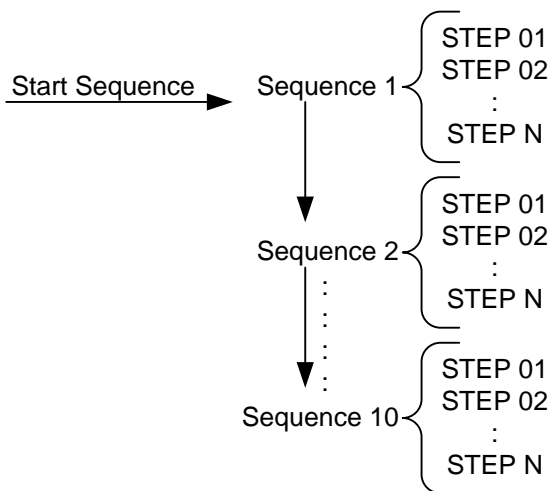 Start Sequence
Sequence 1
STEP 01
STEP 02
:
STEP N
Sequence 2
STEP 01
STEP 02
:
STEP N
:
:
:
:
Sequence 10
STEP 01
STEP 02
:
STEP N